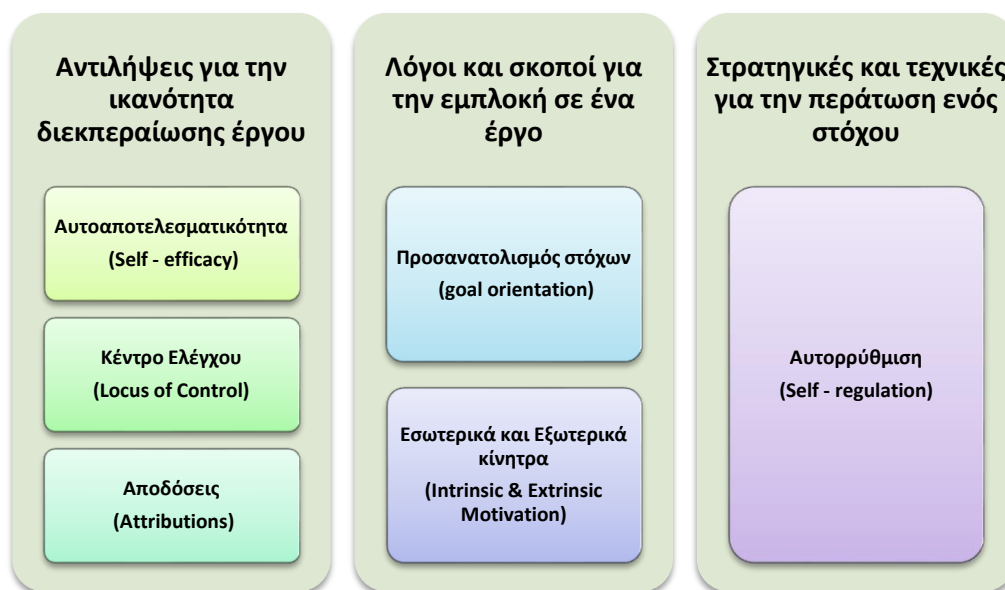 Αντιλήψεις για την
ικανότητα
διεκπεραίωσης έργου
Αυτοαποτελεσματικότητα
(Self - efficacy)
Κέντρο Ελέγχου
(Locus of Control)
Αποδόσεις
(Attributions)
Λόγοι και σκοποί για
την εμπλοκή σε ένα
έργο
Προσανατολισμός στόχων
(goal orientation)
Εσωτερικά και Εξωτερικά
κίνητρα
(Intrinsic & Extrinsic
Motivation)
Στρατηγικές και τεχνικές
για την περάτωση ενός
στόχου
Αυτορρύθμιση
(Self - regulation)